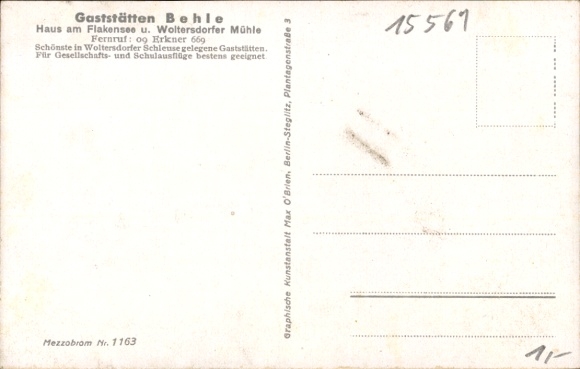 Gaststätten Behle
Haus am Flakensee u. Woltersdorfer Mühle
Fernruf: 09 Erkner 669
Schönste in Woltersdorfer Schleuse gelegene Gaststätten.
Für Gesellschafts- und Schulausflüge bestens geeignet
15561
Graphische Kunstanstalt Max O'Brien, Berlin-Steglitz, Plantagenstraße 3
Mezzobrom Nr. 1163
1,-